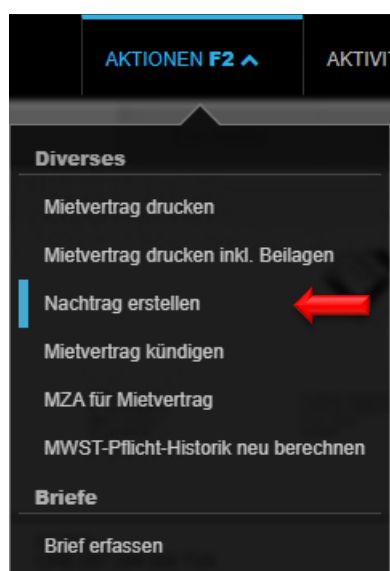 AKTIONEN F2 AKTIVI
Diverses
Mietvertrag drucken
Mietvertrag drucken inkl. Beilagen
Nachtrag erstellen
Mietvertrag kündigen
MZA für Mietvertrag
MWST-Pflicht-Historik neu berechnen
Briefe
Brief erfassen